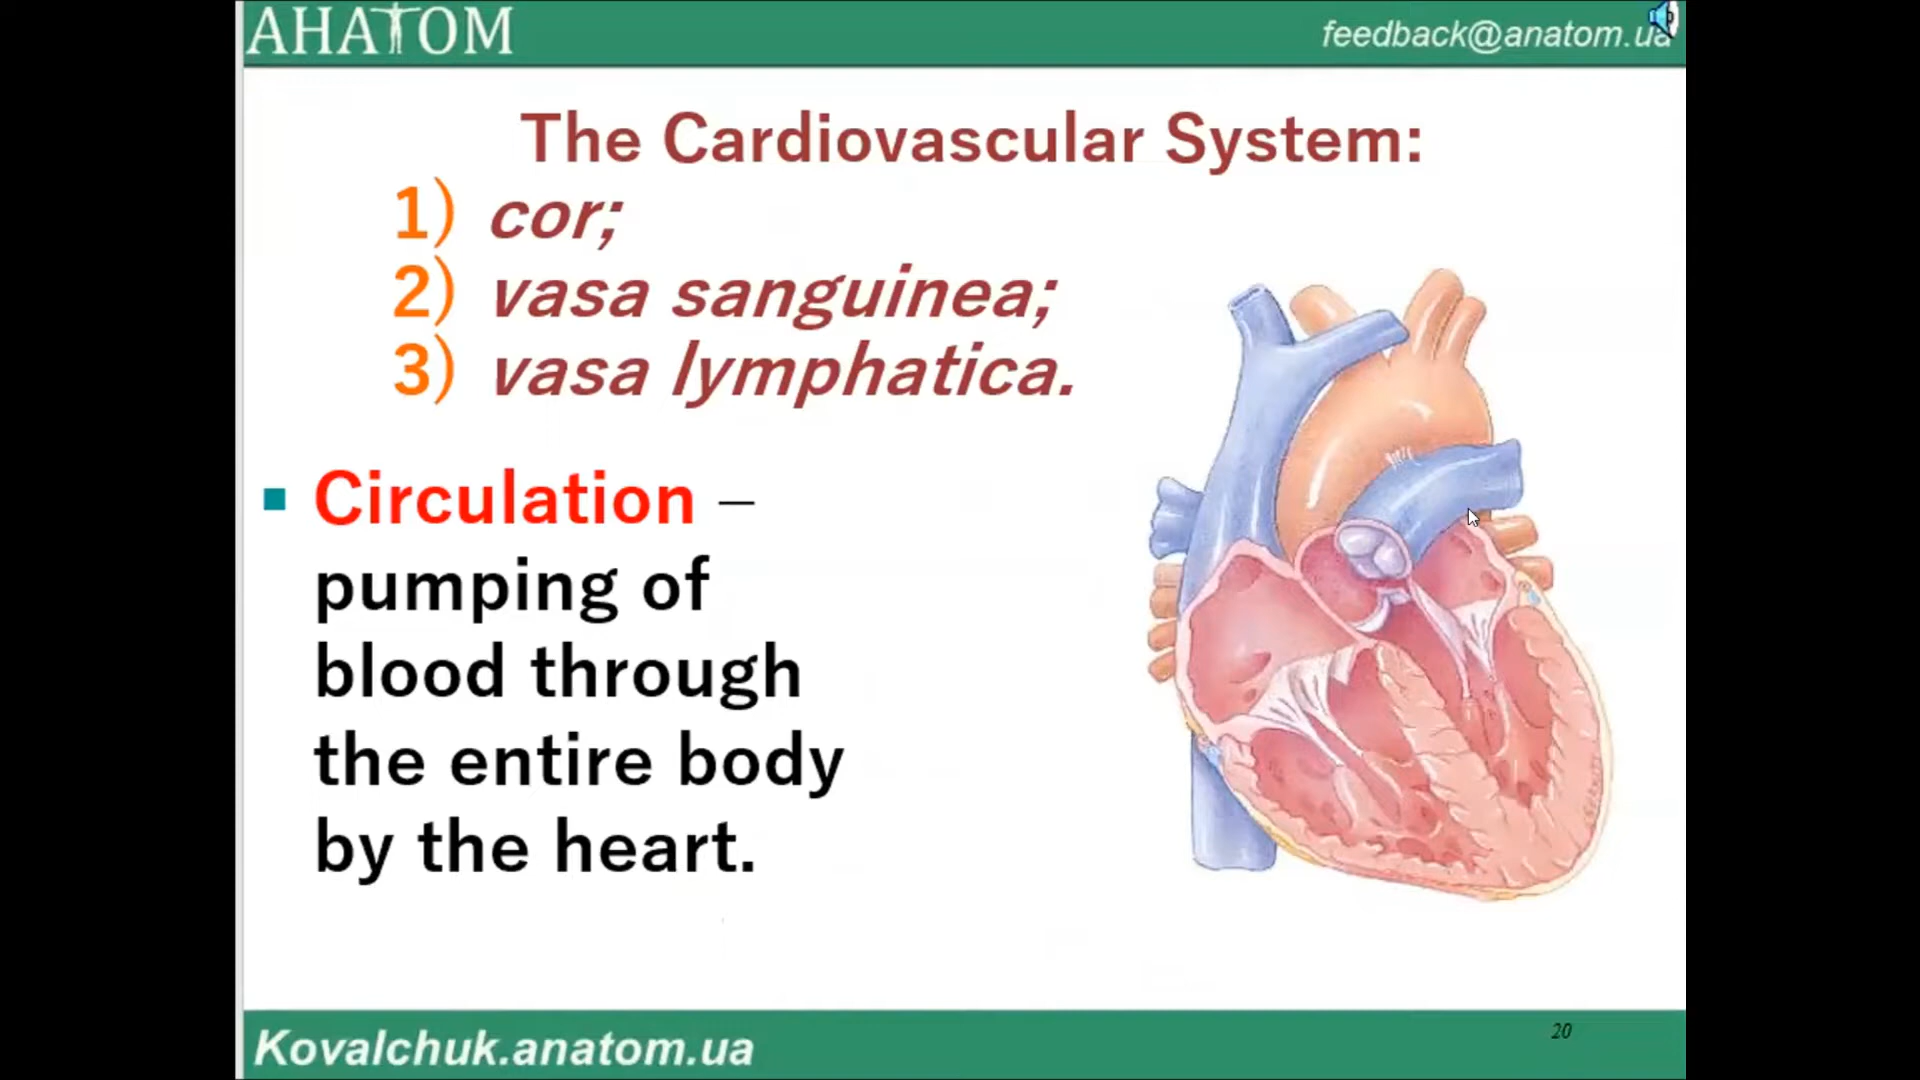 АНАТОМ
feedback@anatom.ua
The Cardiovascular System:
1) cor;
2) vasa sanguinea;
3) vasa lymphatica.
Circulation –
pumping of
blood through
the entire body
by the heart.
20
Kovalchuk.anatom.ua